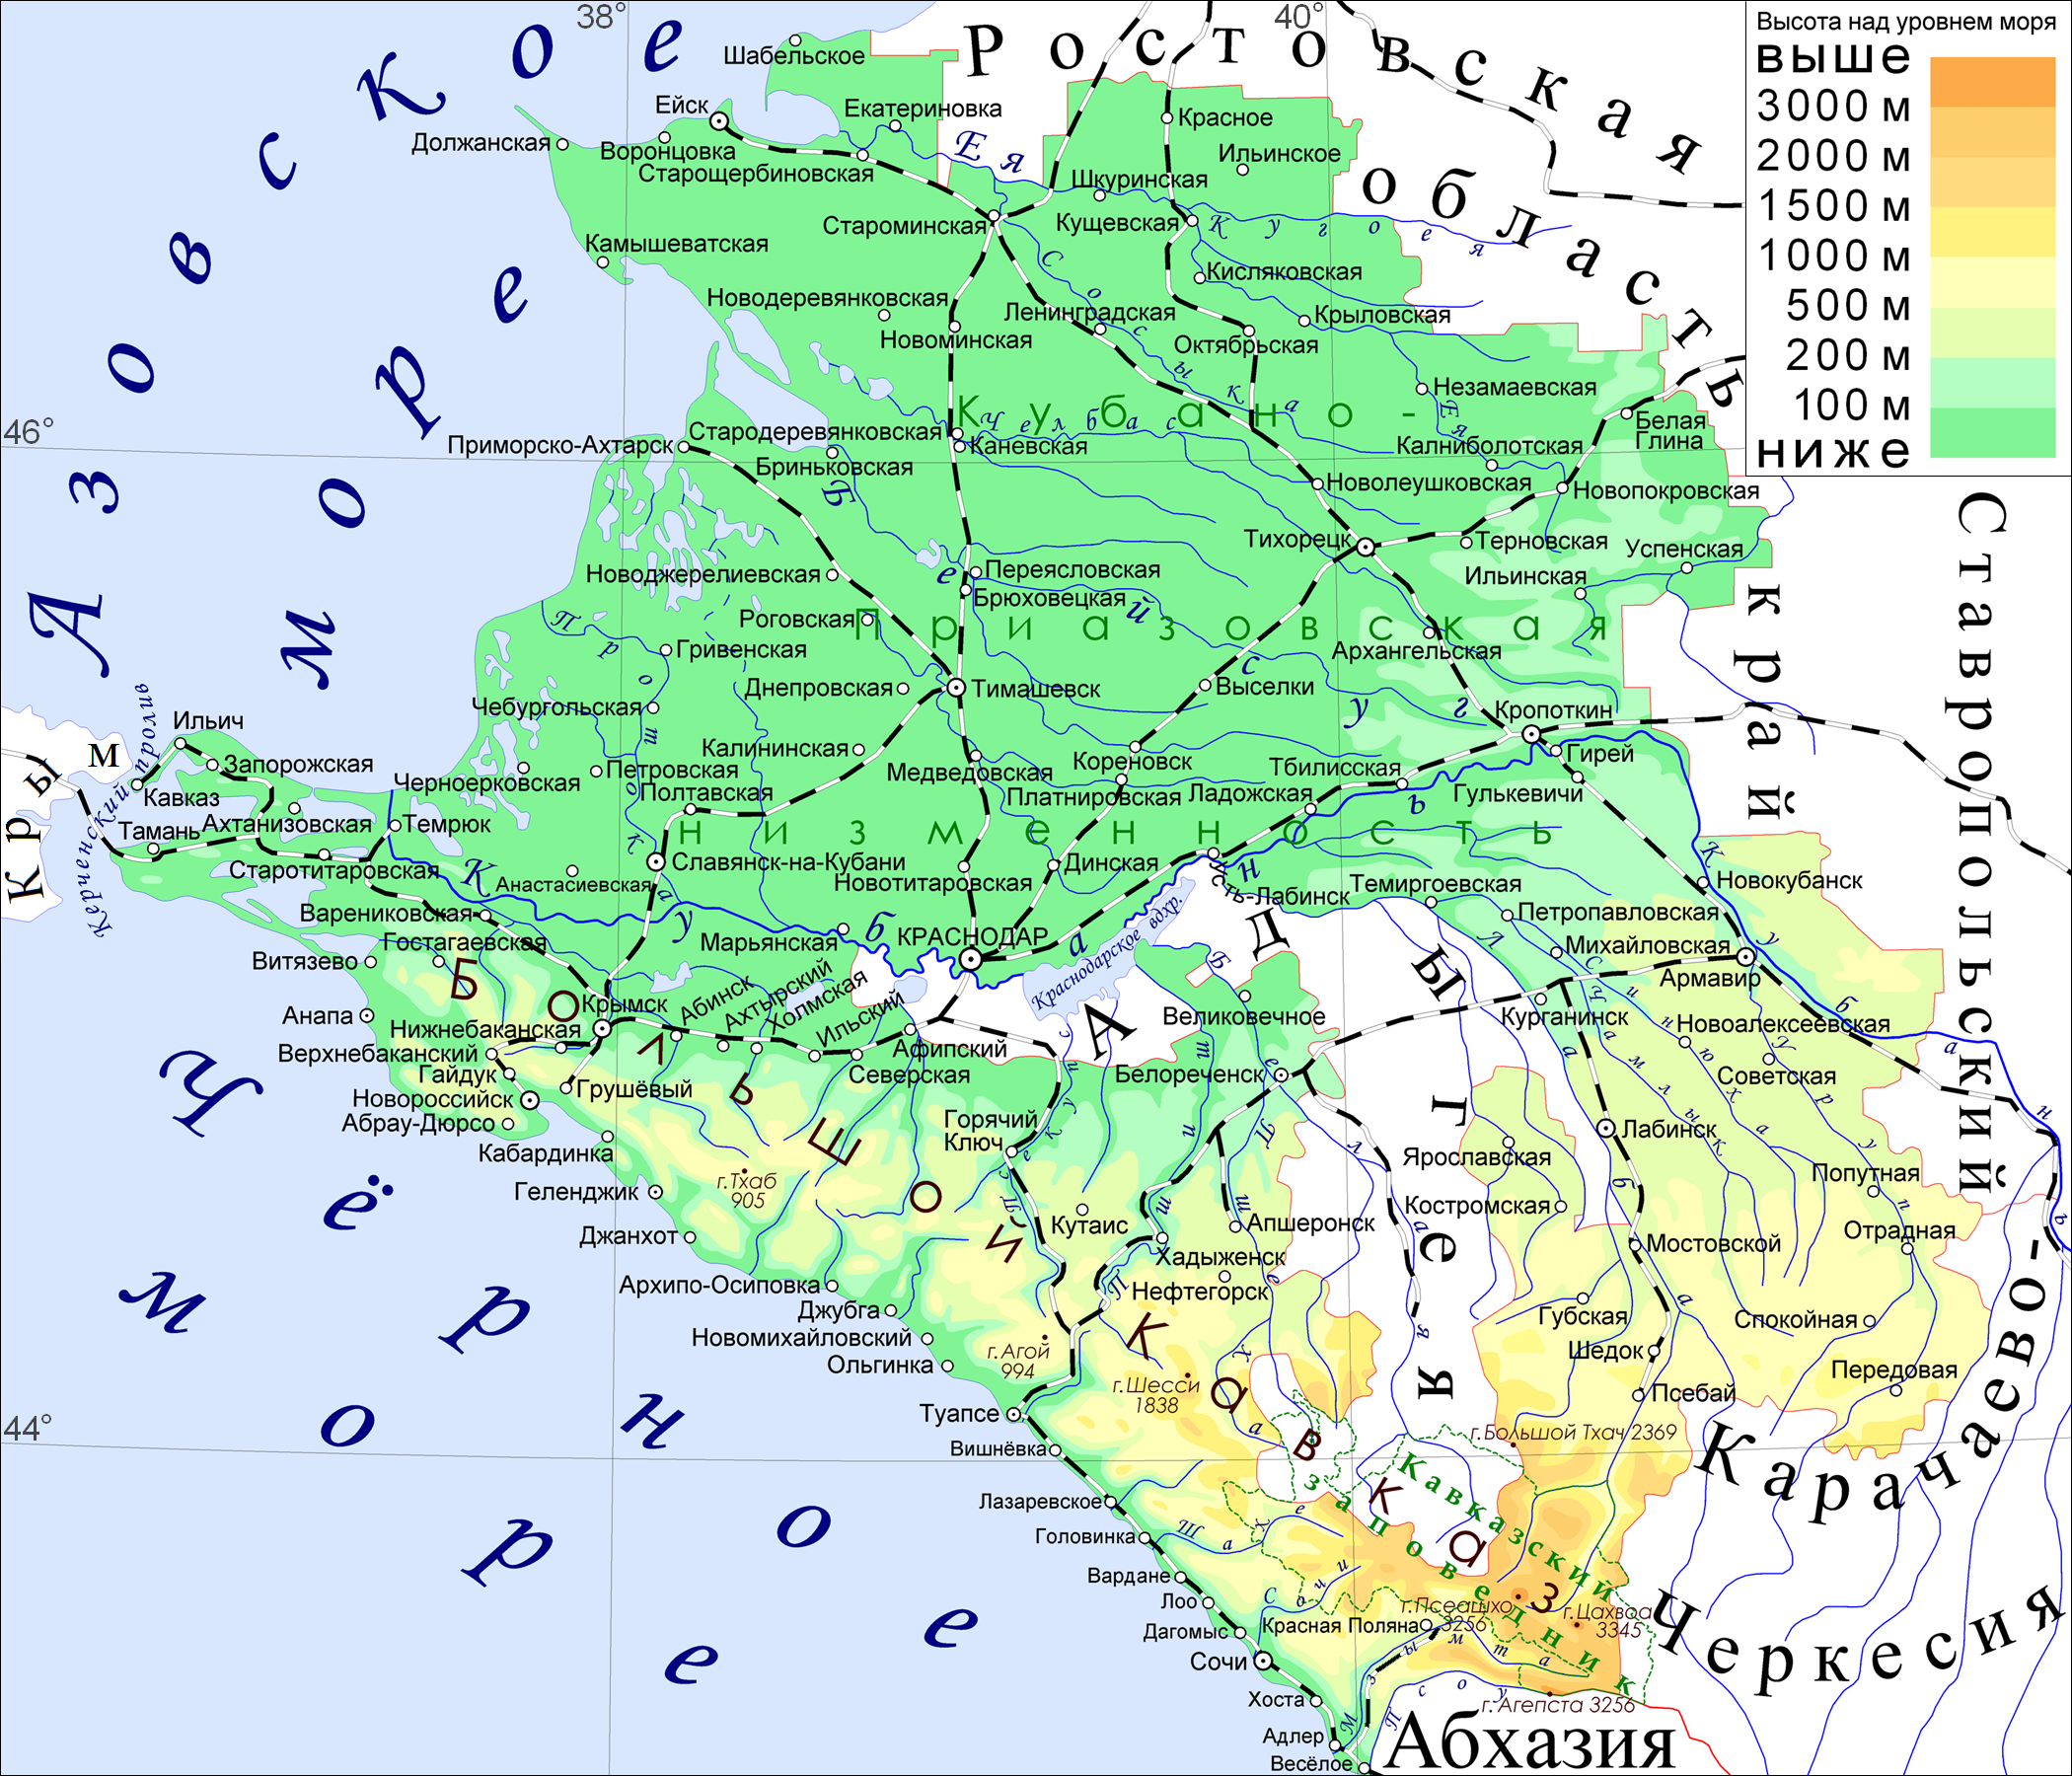 Высота над уровнем моря
выше
3000 м
2000 м
1500 м
1000 м
500 м
200 м
100 м
ниже
38°
40°
46°
44°
Азовское
море
Чёрное
море
Ростовская
область
Ставропольский
край
Карачаево-
Черкесия
Абхазия
АДЫГЕЯ
Крым
Керченский пролив
Кубано-
Приазовская
низменность
Большой
Кавказ
Кавказский
заповедник
Шабельское
Ейск
Екатериновка
Должанская
Воронцовка
Старощербиновская
Красное
Ильинское
Шкуринская
Староминская
Кущевская
Камышеватская
Кисляковская
Новодеревянковская
Ленинградская
Крыловская
Новоминская
Октябрьская
Незамаевская
Белая
Глина
Стародеревянковская
Приморско-Ахтарск
Каневская
Калниболотская
Бриньковская
Новолеушковская
Новопокровская
Тихорецк
Терновская
Успенская
Новоджерелиевская
Переясловская
Ильинская
Брюховецкая
Роговская
Гривенская
Архангельская
Днепровская
Тимашевск
Выселки
Чебургольская
Кропоткин
Ильич
Калининская
Гирей
Запорожская
Черноерковская
Петровская
Медведовская
Кореновск
Тбилисская
Кавказ
Полтавская
Платнировская
Ладожская
Гулькевичи
Тамань
Ахтанизовская
Темрюк
Старотитаровская
Славянск-на-Кубани
Динская
Анастасиевская
Новотитаровская
Усть-Лабинск
Темиргоевская
Новокубанск
Варениковская
Петропавловская
Гостагаевская
Марьянская
КРАСНОДАР
Краснодарское вдхр.
Михайловская
Витязево
Армавир
Анапа
Крымск
Абинск
Ахтырский
Холмская
Ильский
Великовечное
Курганинск
Новоалексеевская
Нижнебаканская
Верхнебаканский
Афипский
Северская
Белореченск
Советская
Гайдук
Грушёвый
Новороссийск
Абрау-Дюрсо
Горячий
Ключ
Лабинск
Кабардинка
Ярославская
Попутная
Геленджик
г.Тхаб
905
Костромская
Кутаис
Апшеронск
Отрадная
Джанхот
Мостовской
Хадыженск
Архипо-Осиповка
Нефтегорск
Джубга
Губская
Спокойная
Новомихайловский
г.Агой
994
Шедок
Ольгинка
Передовая
г.Шесси
1838
Псебай
Туапсе
г.Большой Тхач 2369
Вишнёвка
Лазаревское
Головинка
Вардане
Лоо
г.Псеашхо
3256
г.Цахвоа
3345
Красная Поляна
Дагомыс
Сочи
Хоста
г.Агепста 3256
Адлер
Весёлое
Ея
Кугоея
Сосыка
Ея
Челбас
Бейсуг
Протока
Кубань
Белая
Лаба
Чамлык
Синюха
Уруп
Псекупс
Пшиш
Пшеха
Шахе
Сочи
Мзымта
Псоу